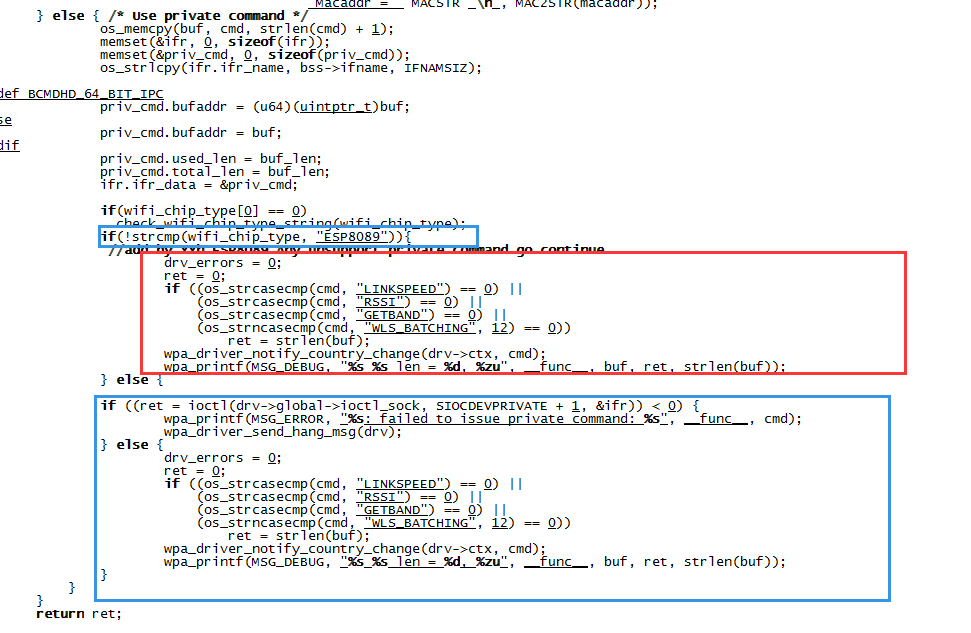 Macaddr = MACSTR "\n", MAC2STR(macaddr));
} else { /* Use private command */
os_memcpy(buf, cmd, strlen(cmd) + 1);
memset(&ifr, 0, sizeof(ifr));
memset(&priv_cmd, 0, sizeof(priv_cmd));
os_strlcpy(ifr.ifr_name, bss->ifname, IFNAMSIZ);
def BCMDHD_64_BIT_IPC
priv_cmd.bufaddr = (u64)(uintptr_t)buf;
se
priv_cmd.bufaddr = buf;
dif
priv_cmd.used_len = buf_len;
priv_cmd.total_len = buf_len;
ifr.ifr_data = &priv_cmd;
if(wifi_chip_type[0] == 0)
check_wifi_chip_type_string(wifi_chip_type);
if(!strcmp(wifi_chip_type, "ESP8089")){
//add by ESP8089 any unsupport private command go continue
drv_errors = 0;
ret = 0;
if ((os_strcasecmp(cmd, "LINKSPEED") == 0) ||
(os_strcasecmp(cmd, "RSSI") == 0) ||
(os_strcasecmp(cmd, "GETBAND") == 0) ||
(os_strncasecmp(cmd, "WLS_BATCHING", 12) == 0))
ret = strlen(buf);
wpa_driver_notify_country_change(drv->ctx, cmd);
wpa_printf(MSG_DEBUG, "%s %s len = %d, %zu", __func__, buf, ret, strlen(buf));
} else {
if ((ret = ioctl(drv->global->ioctl_sock, SIOCDEVPRIVATE + 1, &ifr)) < 0) {
wpa_printf(MSG_ERROR, "%s: failed to issue private command: %s", __func__, cmd);
wpa_driver_send_hang_msg(drv);
} else {
drv_errors = 0;
ret = 0;
if ((os_strcasecmp(cmd, "LINKSPEED") == 0) ||
(os_strcasecmp(cmd, "RSSI") == 0) ||
(os_strcasecmp(cmd, "GETBAND") == 0) ||
(os_strncasecmp(cmd, "WLS_BATCHING", 12) == 0))
ret = strlen(buf);
wpa_driver_notify_country_change(drv->ctx, cmd);
wpa_printf(MSG_DEBUG, "%s %s len = %d, %zu", __func__, buf, ret, strlen(buf));
}
}
}
return ret;